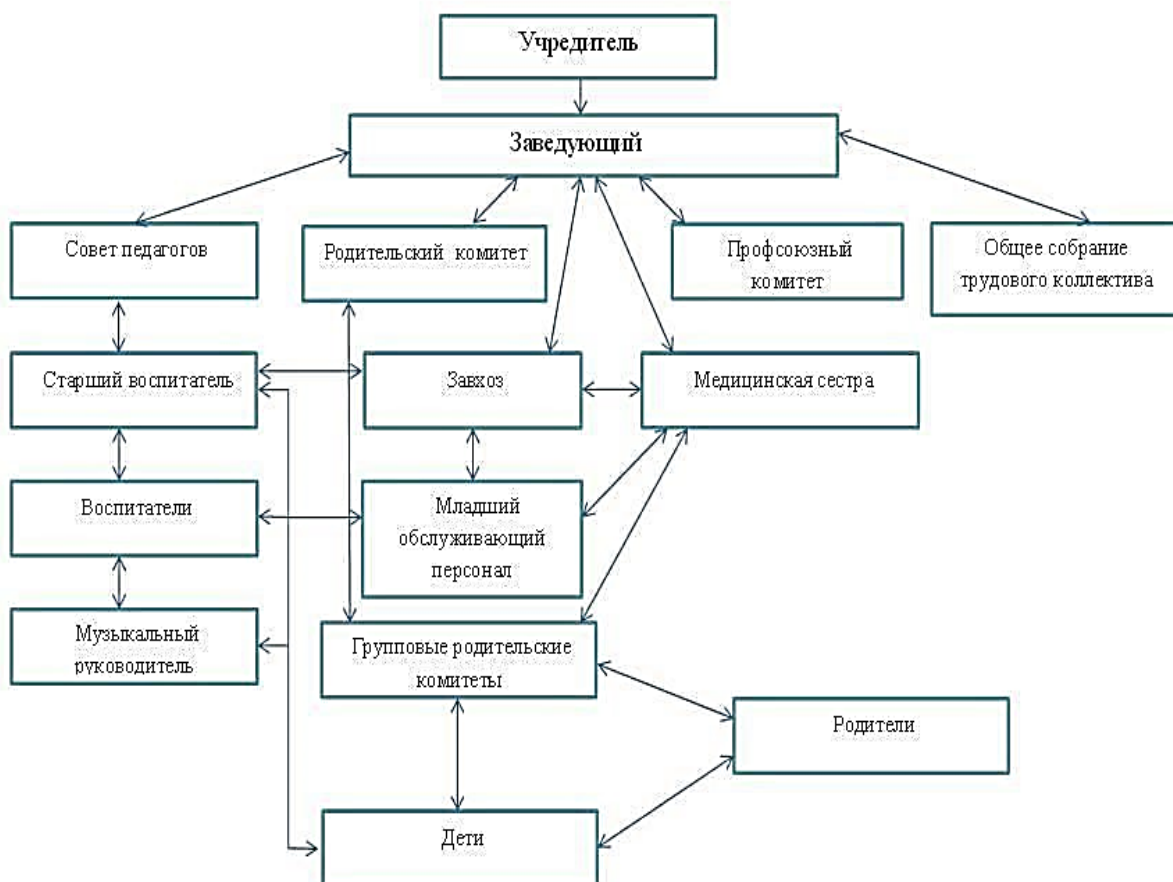 Учредитель
Заведующий
Совет педагогов
Родительский комитет
Профсоюзный
комитет
Общее собрание
трудового коллектива
Старший воспитатель
Завхоз
Медицинская сестра
Воспитатели
Младший
обслуживающий
персонал
Музыкальный
руководитель
Групповые родительские
комитеты
Родители
Дети